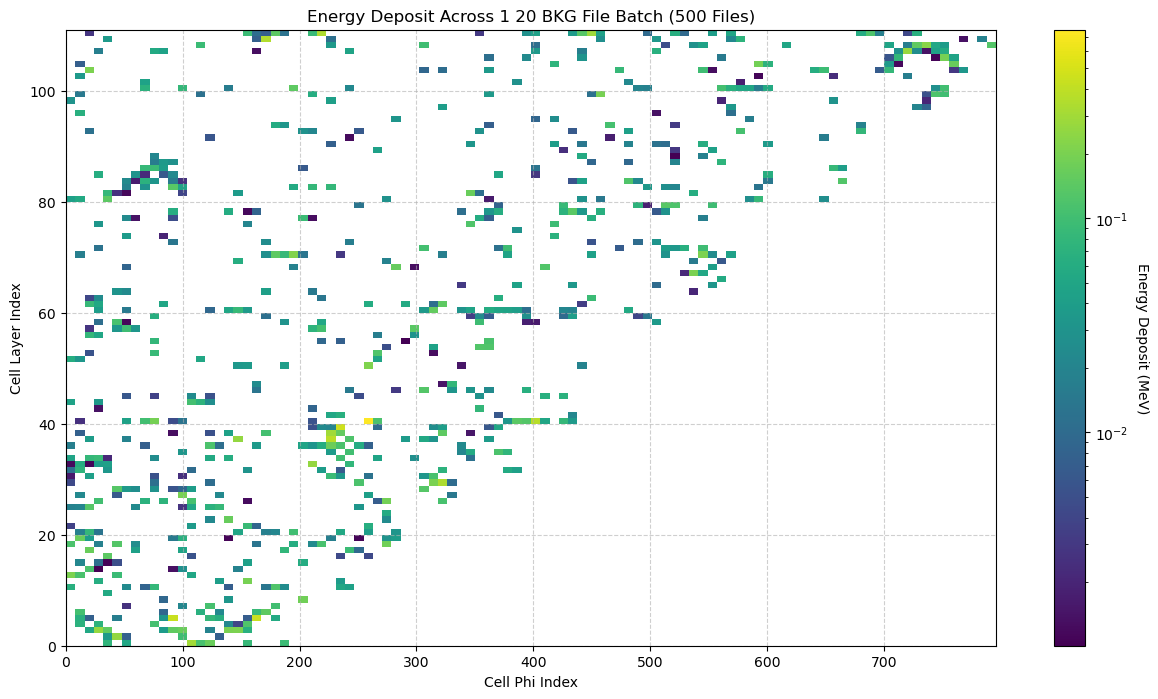 Energy Deposit Across 1 20 BKG File Batch (500 Files)
100
80
60
40
20
0
Cell Layer Index
0 100 200 300 400 500 600 700
Cell Phi Index
10⁻¹
10⁻²
Energy Deposit (MeV)